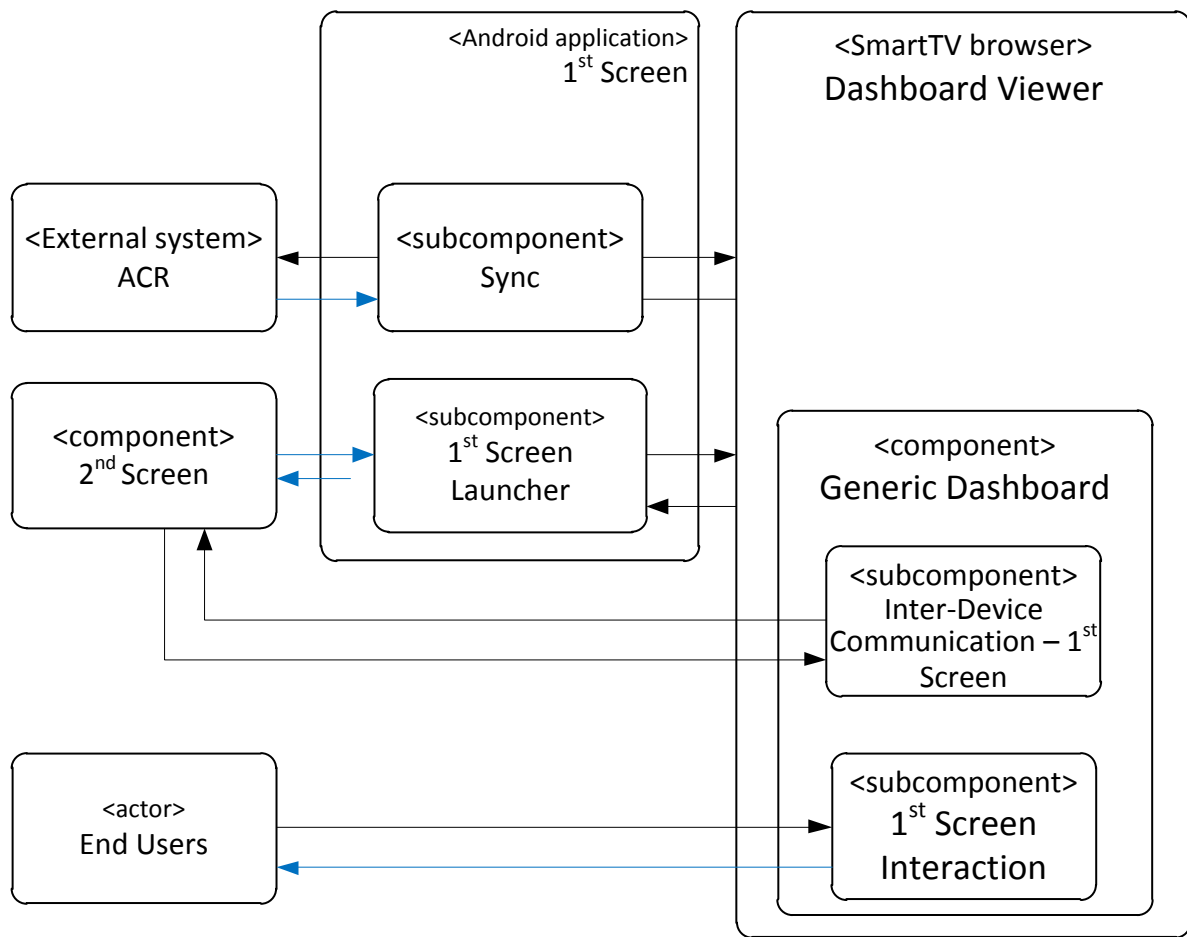 <Android application>
1st Screen
<SmartTV browser>
Dashboard Viewer
<External system>
ACR
<subcomponent>
Sync
<component>
2nd Screen
<subcomponent>
1st Screen
Launcher
<component>
Generic Dashboard
<subcomponent>
Inter-Device
Communication – 1st
Screen
<actor>
End Users
<subcomponent>
1st Screen
Interaction